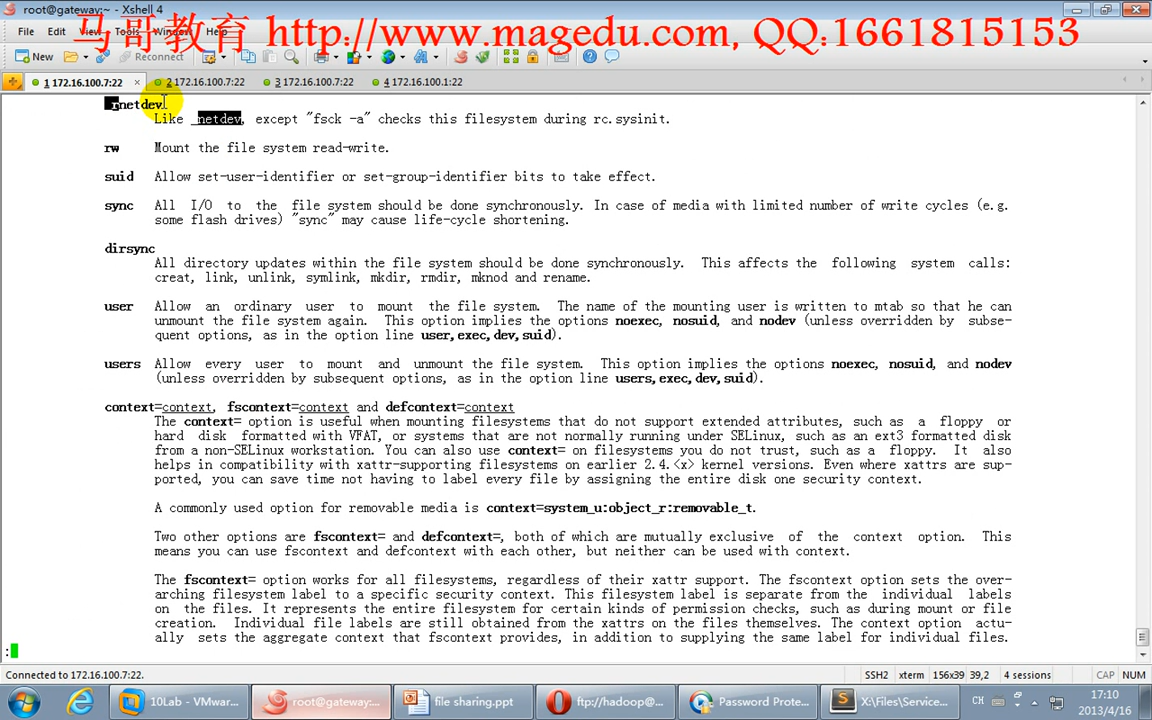 root@gateway:~ - Xshell 4
马哥教育 http://www.magedu.com, QQ:1661815153
File Edit View Tools Window Help
New Reconnect
1 172.16.100.7:22 2 172.16.100.7:22 3 172.16.100.7:22 4 172.16.100.1:22
_rnetdev
Like _netdev, except "fsck -a" checks this filesystem during rc.sysinit.
rw Mount the file system read-write.
suid Allow set-user-identifier or set-group-identifier bits to take effect.
sync All I/O to the file system should be done synchronously. In case of media with limited number of write cycles (e.g.
some flash drives) "sync" may cause life-cycle shortening.
dirsync
All directory updates within the file system should be done synchronously. This affects the following system calls:
creat, link, unlink, symlink, mkdir, rmdir, mknod and rename.
user Allow an ordinary user to mount the file system. The name of the mounting user is written to mtab so that he can
unmount the file system again. This option implies the options noexec, nosuid, and nodev (unless overridden by subse-
quent options, as in the option line user,exec,dev,suid).
users Allow every user to mount and unmount the file system. This option implies the options noexec, nosuid, and nodev
(unless overridden by subsequent options, as in the option line users,exec,dev,suid).
context=context, fscontext=context and defcontext=context
The context= option is useful when mounting filesystems that do not support extended attributes, such as a floppy or
hard disk formatted with VFAT, or systems that are not normally running under SELinux, such as an ext3 formatted disk
from a non-SELinux workstation. You can also use context= on filesystems you do not trust, such as a floppy. It also
helps in compatibility with xattr-supporting filesystems on earlier 2.4.<x> kernel versions. Even where xattrs are sup-
ported, you can save time not having to label every file by assigning the entire disk one security context.
A commonly used option for removable media is context=system_u:object_r:removable_t.
Two other options are fscontext= and defcontext=, both of which are mutually exclusive of the context option. This
means you can use fscontext and defcontext with each other, but neither can be used with context.
The fscontext= option works for all filesystems, regardless of their xattr support. The fscontext option sets the over-
arching filesystem label to a specific security context. This filesystem label is separate from the individual labels
on the files. It represents the entire filesystem for certain kinds of permission checks, such as during mount or file
creation. Individual file labels are still obtained from the xattrs on the files themselves. The context option actu-
ally sets the aggregate context that fscontext provides, in addition to supplying the same label for individual files.
:
Connected to 172.16.100.7:22. SSH2 xterm 156x39 39,2 4 sessions CAP NUM
10Lab - VMwar... root@gateway:... file sharing.ppt ftp://hadoop@... Password Prote... X:\Files\Service... CH 17:10
2013/4/16